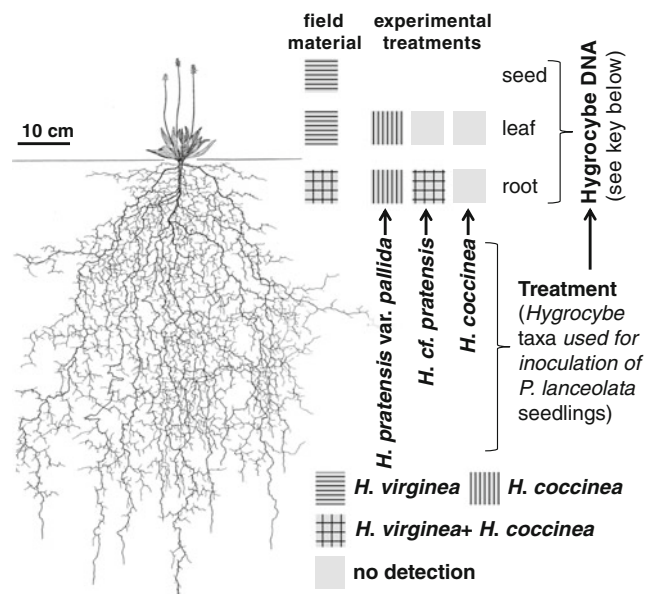 field
material
experimental
treatments
10 cm
seed
leaf
root
Hygrocybe DNA
(see key below)
H. pratensis var. pallida
H. cf. pratensis
H. coccinea
Treatment
(Hygrocybe
taxa used for
inoculation of
P. lanceolata
seedlings)
H. virginea
H. coccinea
H. virginea+ H. coccinea
no detection